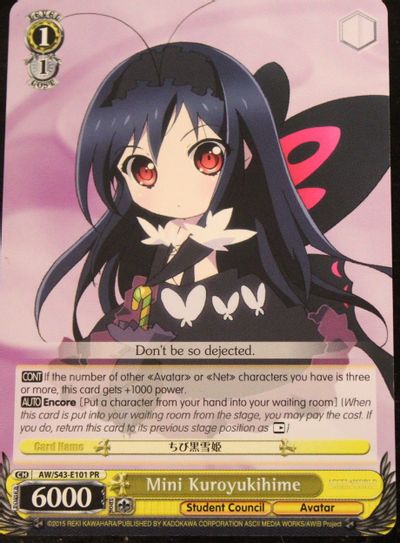 LEVEL
1
1
COST
Don't be so dejected.
CONT If the number of other «Avatar» or «Net» characters you have is three
or more, this card gets +1000 power.
AUTO Encore [Put a character from your hand into your waiting room] (When this
card is put into your waiting room from the stage, you may pay the cost. If
you do, return this card to its previous stage position as
Card Name
ちび黒雪姫
CH AW/S43-E101 PR
POWER
6000
Mini Kuroyukihime
Student Council
Avatar
©2015 REKI KAWAHARA/PUBLISHED BY KADOKAWA CORPORATION ASCII MEDIA WORKS/AWIB Project